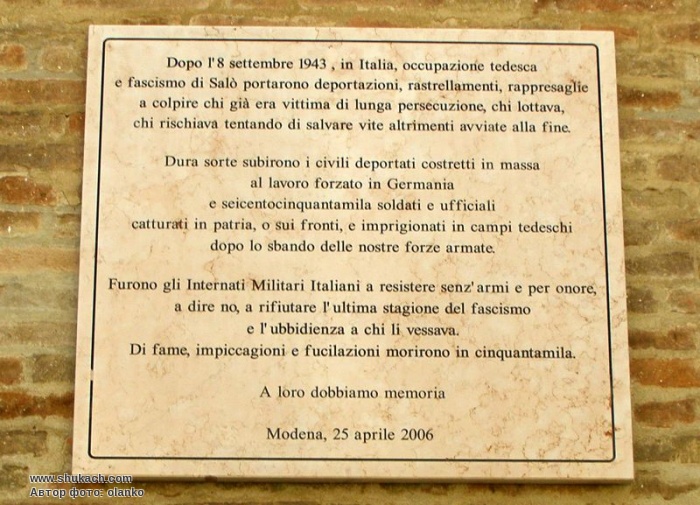 Dopo l'8 settembre 1943 , in Italia, occupazione tedesca
e fascismo di Salò portarono deportazioni, rastrellamenti, rappresaglie
a colpire chi già era vittima di lunga persecuzione, chi lottava,
chi rischiava tentando di salvare vite altrimenti avviate alla fine.
Dura sorte subirono i civili deportati costretti in massa
al lavoro forzato in Germania
e seicentocinquantamila soldati e ufficiali
catturati in patria, o sui fronti, e imprigionati in campi tedeschi
dopo lo sbando delle nostre forze armate.
Furono gli Internati Militari Italiani a resistere senz'armi e per onore,
a dire no, a rifiutare l'ultima stagione del fascismo
e l'ubbidienza a chi li vessava.
Di fame, impiccagioni e fucilazioni morirono in cinquantamila.
A loro dobbiamo memoria
Modena, 25 aprile 2006
www.shukach.com
Автор фото: olanko